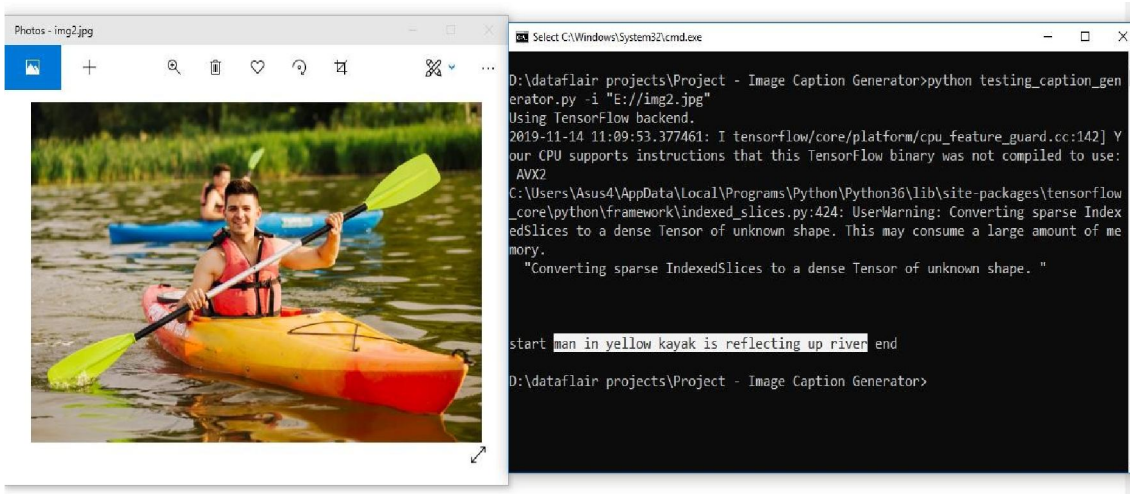 Photos - img2.jpg
Select C:\Windows\System32\cmd.exe
D:\dataflair projects\Project - Image Caption Generator>python testing_caption_gen
erator.py -i "E://img2.jpg"
Using TensorFlow backend.
2019-11-14 11:09:53.377461: I tensorflow/core/platform/cpu_feature_guard.cc:142] Y
our CPU supports instructions that this TensorFlow binary was not compiled to use:
 AVX2
C:\Users\Asus4\AppData\Local\Programs\Python\Python36\lib\site-packages\tensorflow
_core\python\framework\indexed_slices.py:424: UserWarning: Converting sparse Index
edSlices to a dense Tensor of unknown shape. This may consume a large amount of me
mory.
  "Converting sparse IndexedSlices to a dense Tensor of unknown shape. "
start man in yellow kayak is reflecting up river end
D:\dataflair projects\Project - Image Caption Generator>